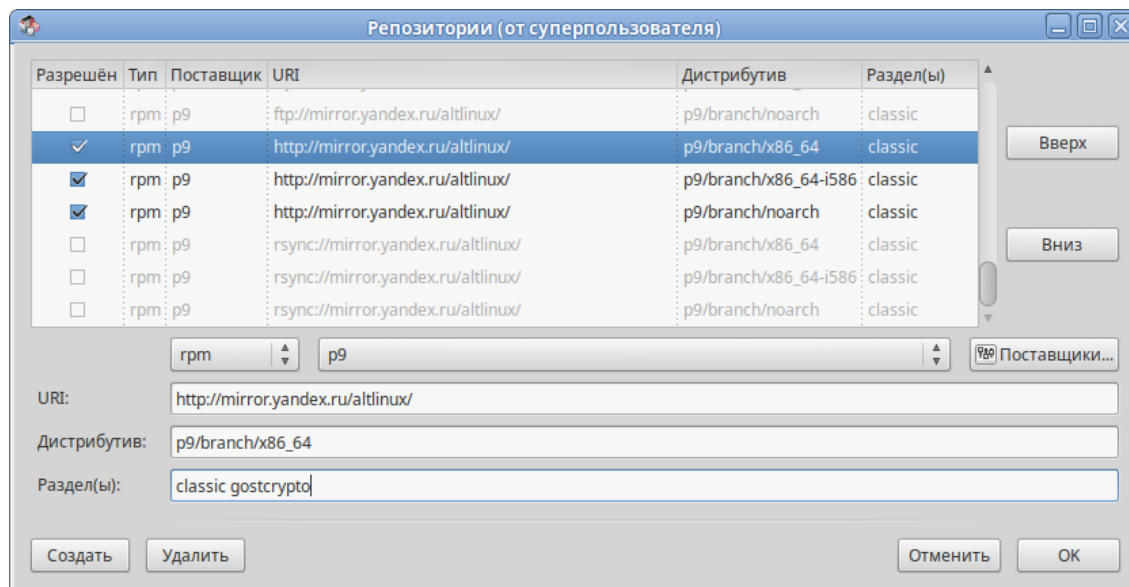 Репозитории (от суперпользователя)
Разрешён Тип Поставщик URI Дистрибутив Раздел(ы)
rpm p9 ftp://mirror.yandex.ru/altlinux/ p9/branch/noarch classic
rpm p9 http://mirror.yandex.ru/altlinux/ p9/branch/x86_64 classic
Вверх
rpm p9 http://mirror.yandex.ru/altlinux/ p9/branch/x86_64-i586 classic
rpm p9 http://mirror.yandex.ru/altlinux/ p9/branch/noarch classic
rpm p9 rsync://mirror.yandex.ru/altlinux/ p9/branch/x86_64 classic
Вниз
rpm p9 rsync://mirror.yandex.ru/altlinux/ p9/branch/x86_64-i586 classic
rpm p9 rsync://mirror.yandex.ru/altlinux/ p9/branch/noarch classic
rpm p9 Поставщики...
URI: http://mirror.yandex.ru/altlinux/
Дистрибутив: p9/branch/x86_64
Раздел(ы): classic gostcrypto
Создать Удалить Отменить OK